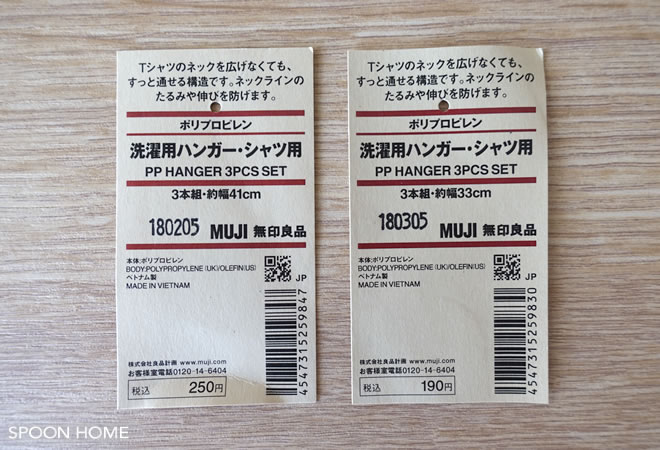 Tシャツのネックを広げなくても、
すっと通せる構造です。ネックラインの
たるみや伸びを防げます。
ポリプロピレン
洗濯用ハンガー・シャツ用
PP HANGER 3PCS SET
3本組・約幅41cm
180205 MUJI 無印良品
本体:ポリプロピレン
BODY:POLYPROPYLENE (UK)/OLEFIN(US)
ベトナム製
MADE IN VIETNAM
JP
4547315259847
株式会社良品計画 www.muji.com
お客様室電話0120-14-6404
税込 250円
Tシャツのネックを広げなくても、
すっと通せる構造です。ネックラインの
たるみや伸びを防げます。
ポリプロピレン
洗濯用ハンガー・シャツ用
PP HANGER 3PCS SET
3本組・約幅33cm
180305 MUJI 無印良品
本体:ポリプロピレン
BODY:POLYPROPYLENE (UK)/OLEFIN(US)
ベトナム製
MADE IN VIETNAM
JP
4547315259830
株式会社良品計画 www.muji.com
お客様室電話0120-14-6404
税込 190円
SPOON HOME